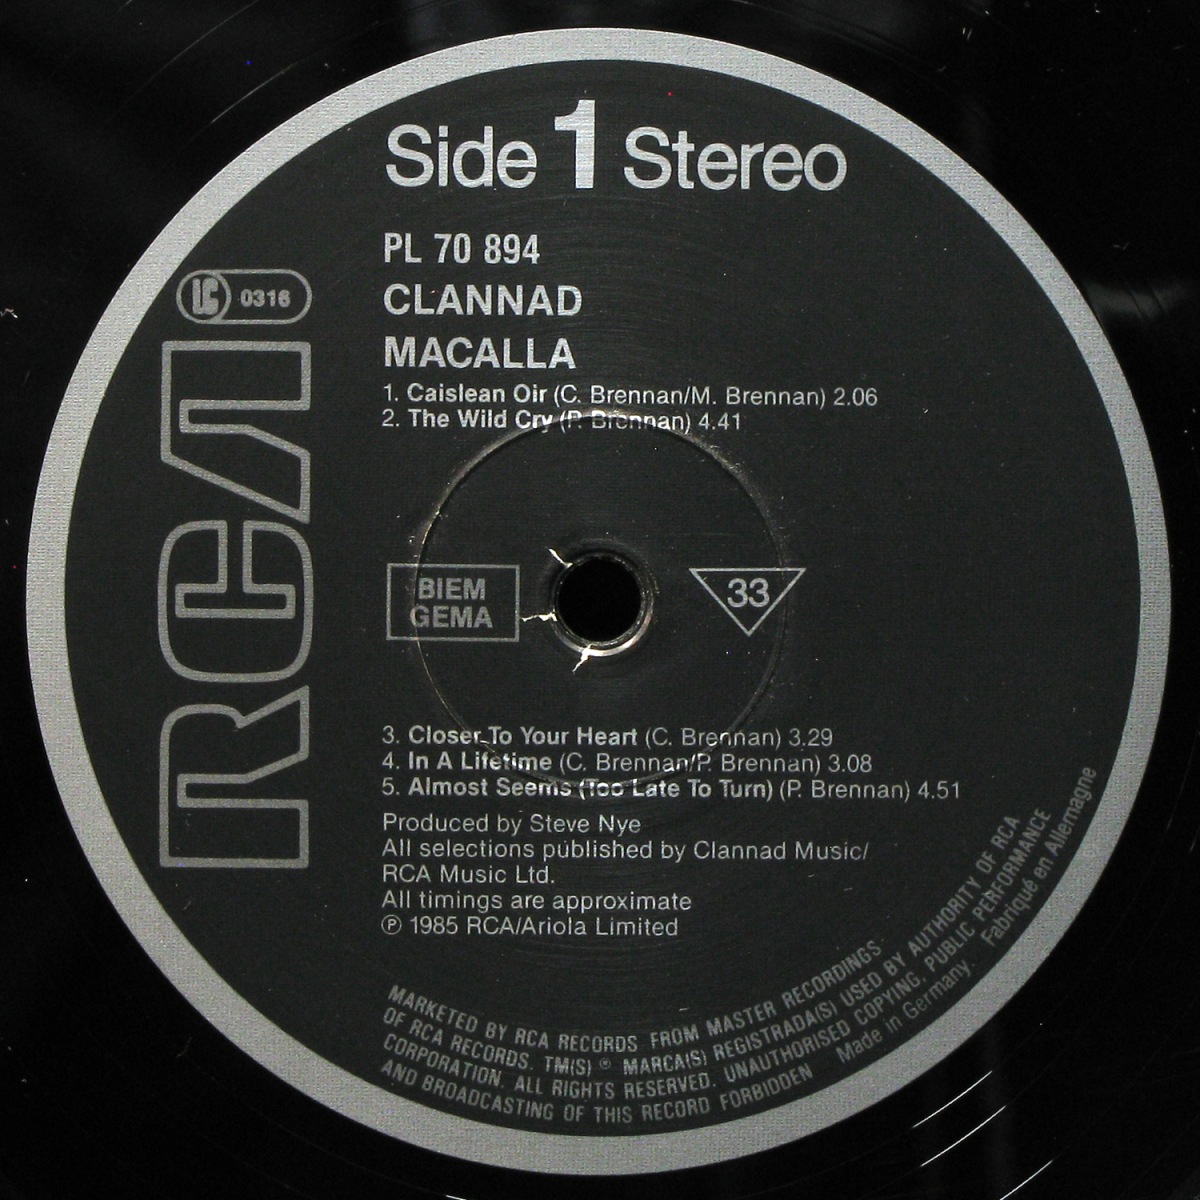 Side 1 Stereo
PL 70 894
LC 0316
CLANNAD
MACALLA
RCA
1. Caislean Oir (C. Brennan/M. Brennan) 2.06
2. The Wild Cry (P. Brennan) 4.41
BIEM
GEMA
33
3. Closer To Your Heart (C. Brennan) 3.29
4. In A Lifetime (C. Brennan/P. Brennan) 3.08
5. Almost Seems (Too Late To Turn) (P. Brennan) 4.51
Produced by Steve Nye
All selections published by Clannad Music/
RCA Music Ltd.
All timings are approximate
℗ 1985 RCA/Ariola Limited
MARKETED BY RCA RECORDS FROM MASTER RECORDINGS
OF RCA RECORDS. TM(S) ® MARCA(S) REGISTRADA(S) USED BY AUTHORITY OF RCA
CORPORATION. ALL RIGHTS RESERVED. UNAUTHORISED COPYING, PUBLIC PERFORMANCE
AND BROADCASTING OF THIS RECORD FORBIDDEN Made in Germany. Fabriqué en Allemagne